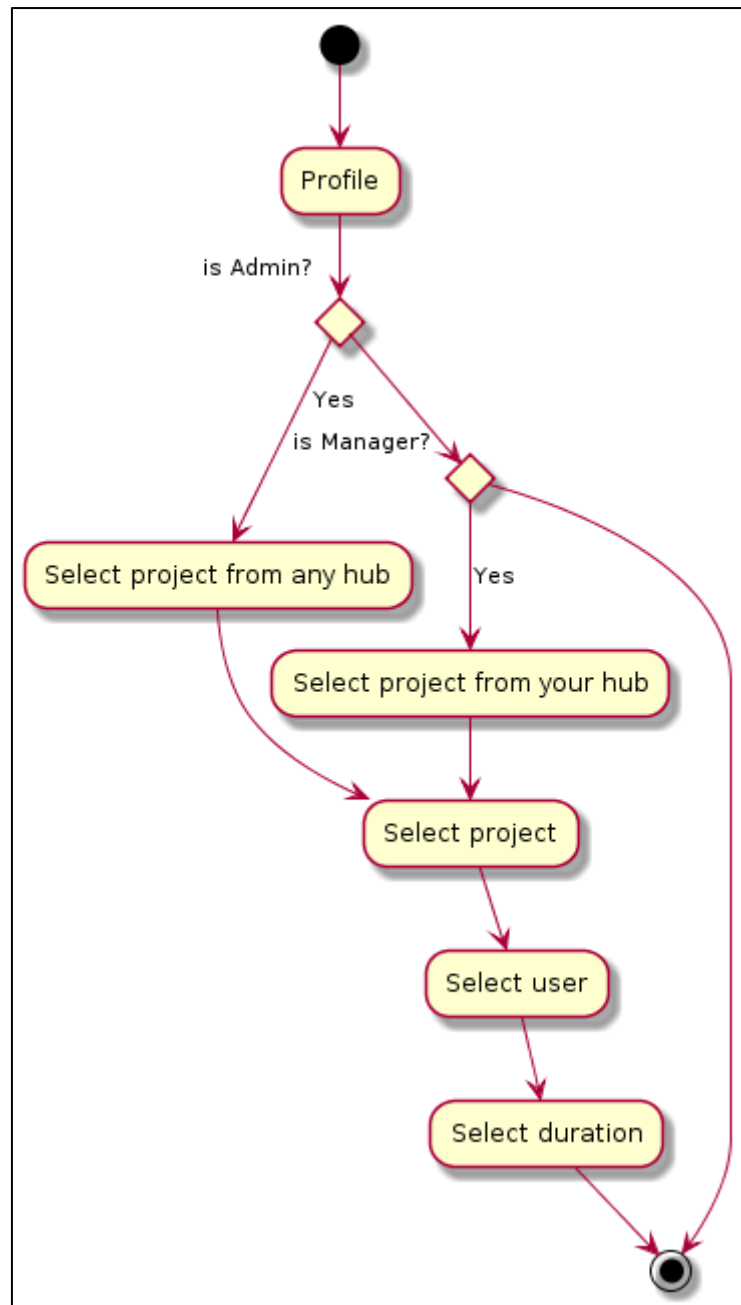 Profile
is Admin?
Yes
is Manager?
Select project from any hub
Yes
Select project from your hub
Select project
Select user
Select duration